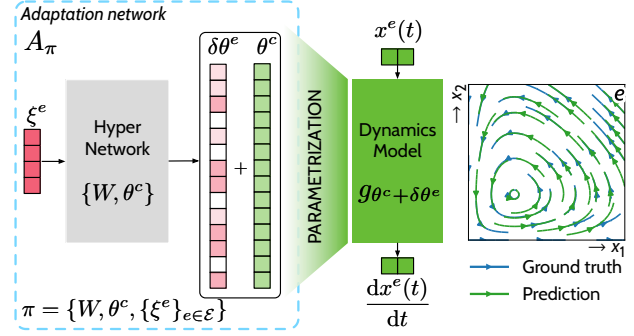 Adaptation network
A_π
δθ^e
θ^c
ξ^e
Hyper
Network
{W, θ^c}
+
π = {W, θ^c, {ξ^e}_{e∈ℰ}}
PARAMETRIZATION
x^e(t)
Dynamics
Model
g_{θ^c+δθ^e}
dx^e(t)
dt
e
→ x_2
→ x_1
Ground truth
Prediction